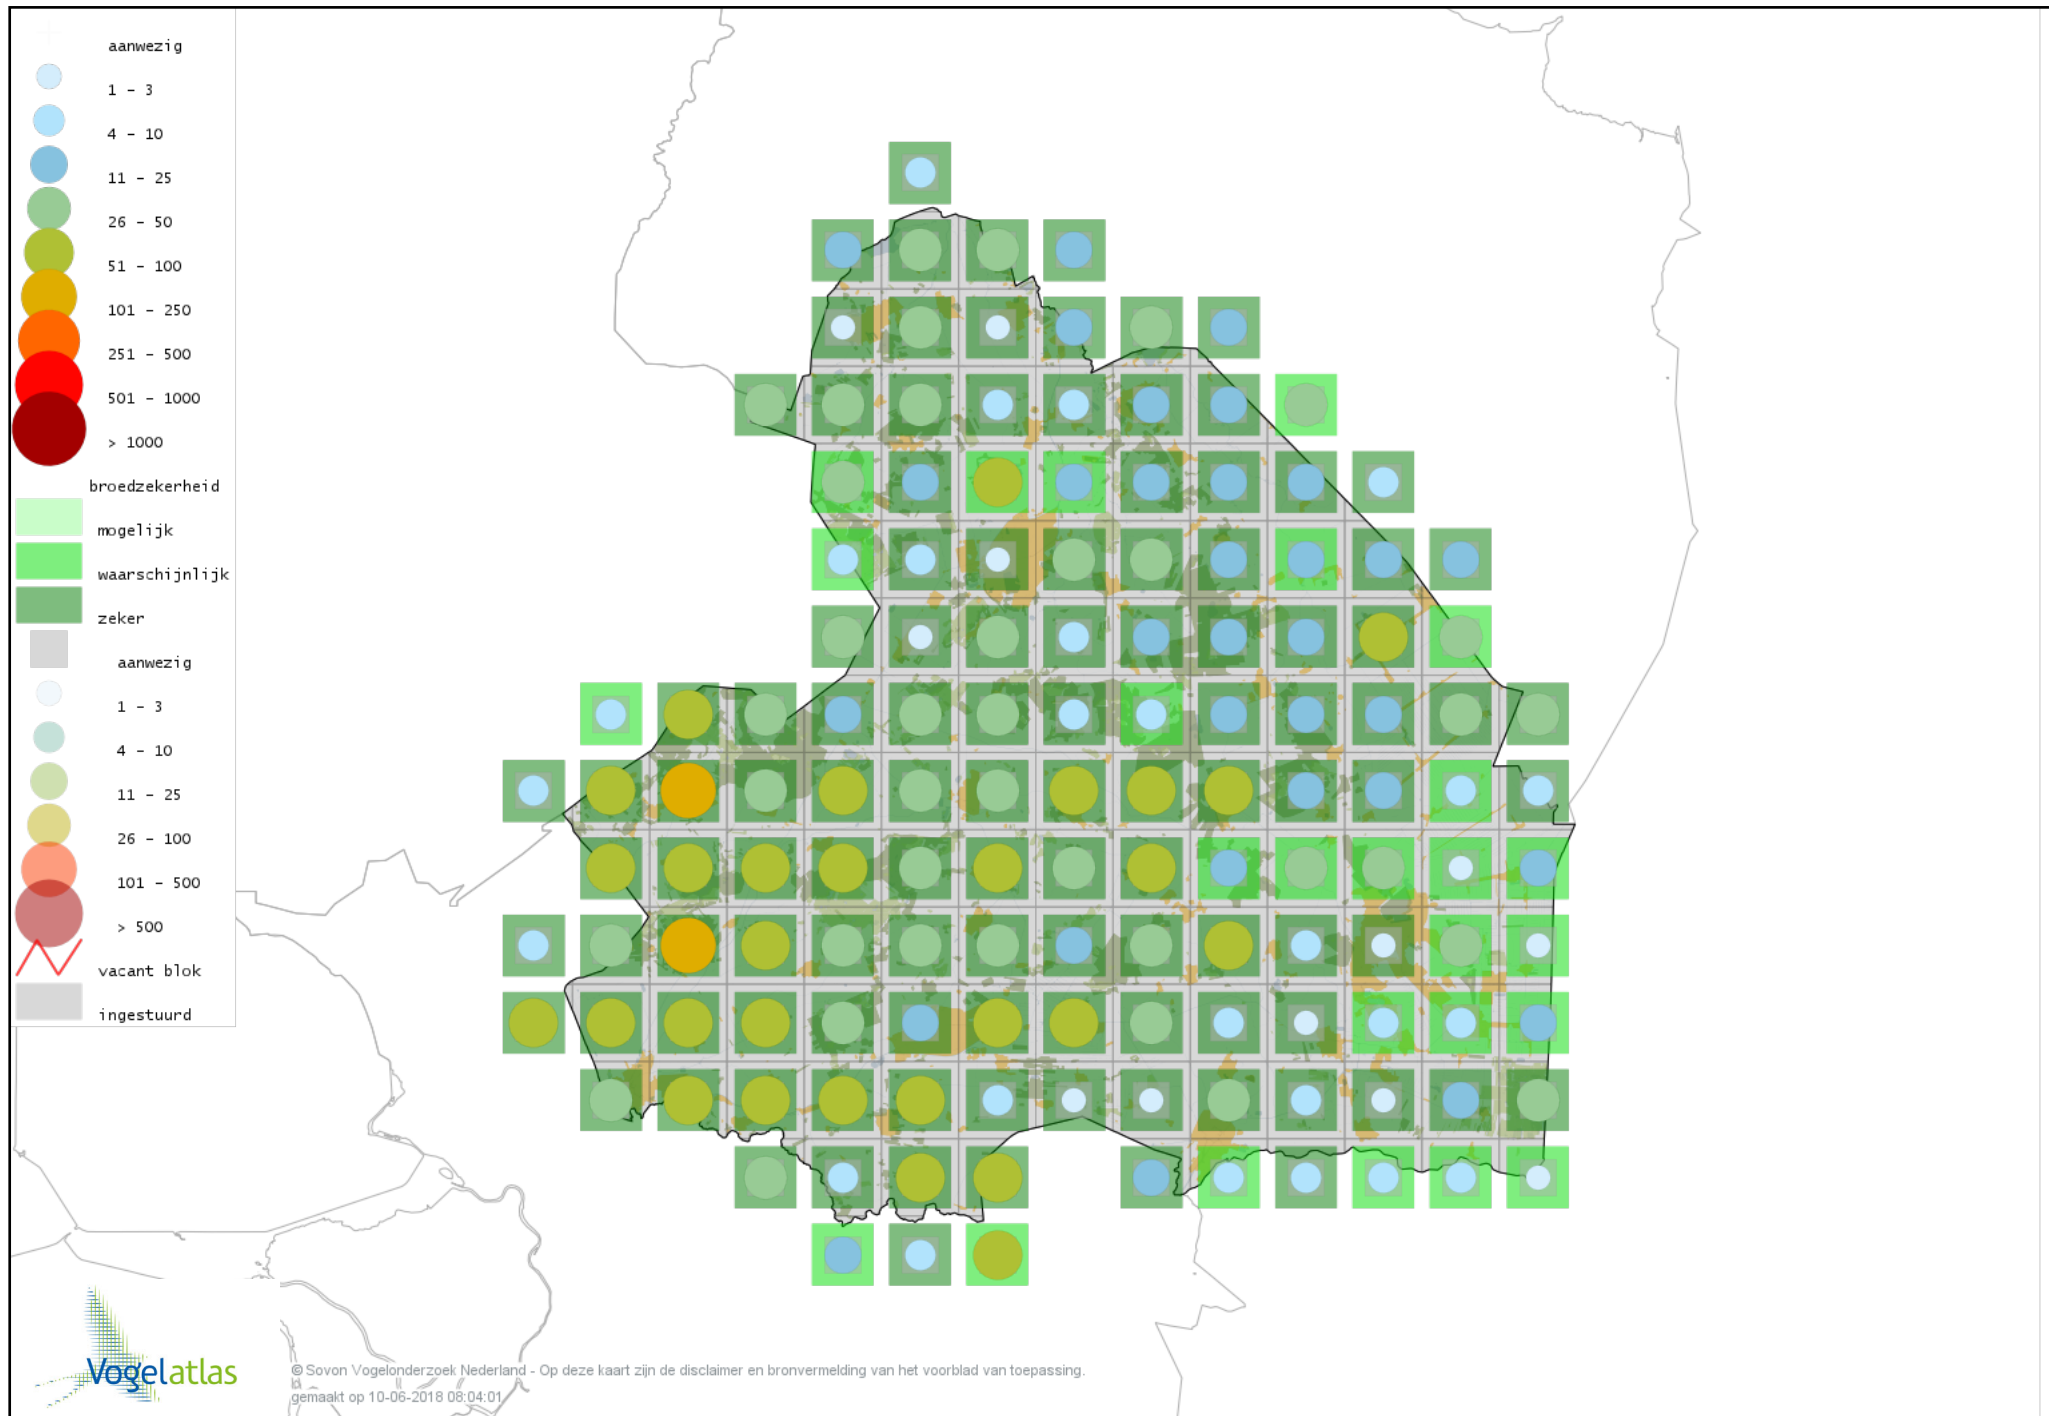 aanwezig
1 - 3
4 - 10
11 - 25
26 - 50
51 - 100
101 - 250
251 - 500
501 - 1000
> 1000
broedzekerheid
mogelijk
waarschijnlijk
zeker
aanwezig
1 - 3
4 - 10
11 - 25
26 - 100
101 - 500
> 500
vacant blok
ingestuurd
Vogelatlas
© Sovon Vogelonderzoek Nederland - Op deze kaart zijn de disclaimer en bronvermelding van het voorblad van toepassing.
gemaakt op 10-06-2018 08:04:01